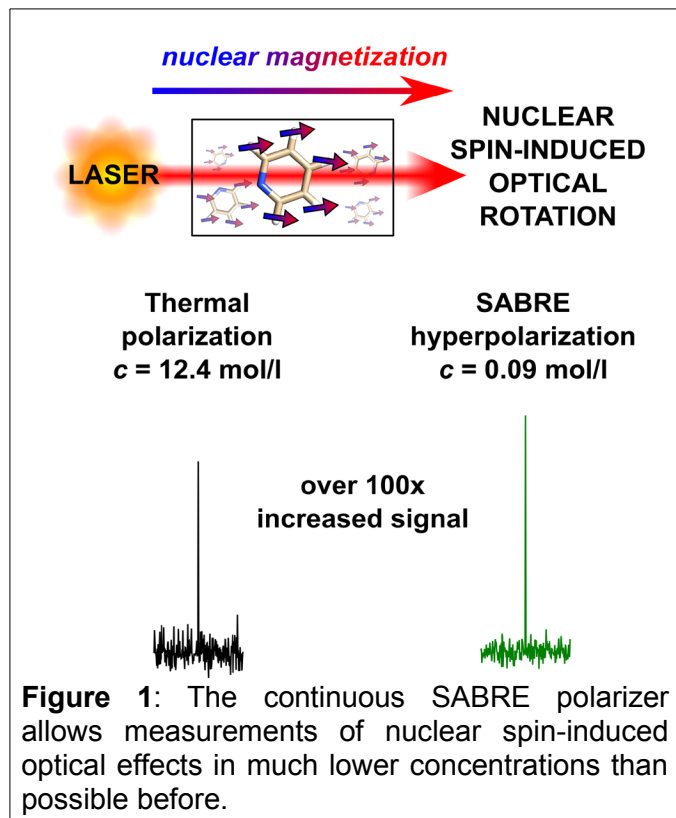 nuclear magnetization
LASER
NUCLEAR
SPIN-INDUCED
OPTICAL
ROTATION
Thermal
polarization
c = 12.4 mol/l
SABRE
hyperpolarization
c = 0.09 mol/l
over 100x
increased signal
Figure 1: The continuous SABRE polarizer
allows measurements of nuclear spin-induced
optical effects in much lower concentrations than
possible before.